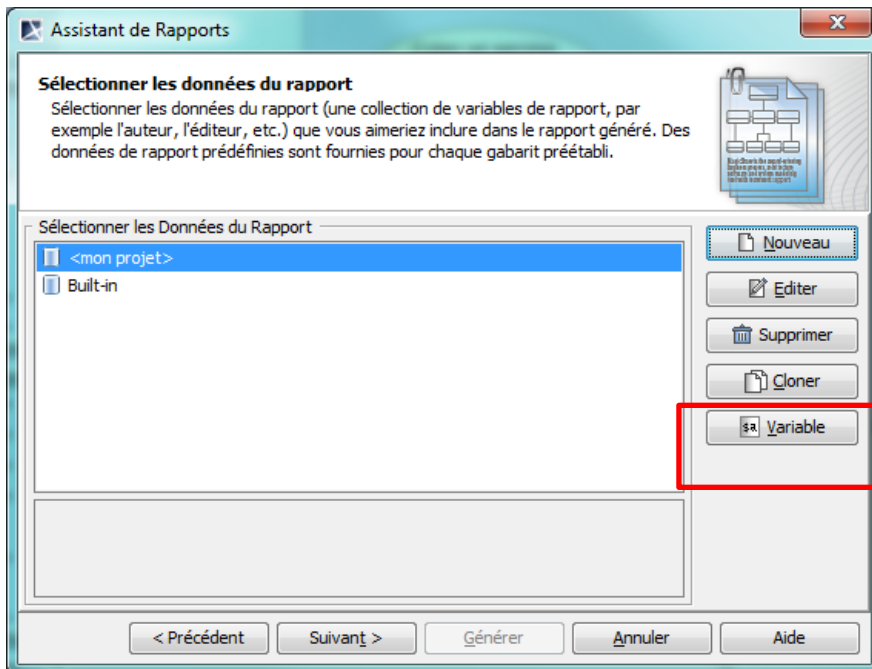 Assistant de Rapports
Sélectionner les données du rapport
Sélectionner les données du rapport (une collection de variables de rapport, par
exemple l'auteur, l'éditeur, etc.) que vous aimeriez inclure dans le rapport généré. Des
données de rapport prédéfinies sont fournies pour chaque gabarit préétabli.
Sélectionner les Données du Rapport
<mon projet>
Built-in
Nouveau
Editer
Supprimer
Cloner
$a Variable
< Précédent
Suivant >
Générer
Annuler
Aide